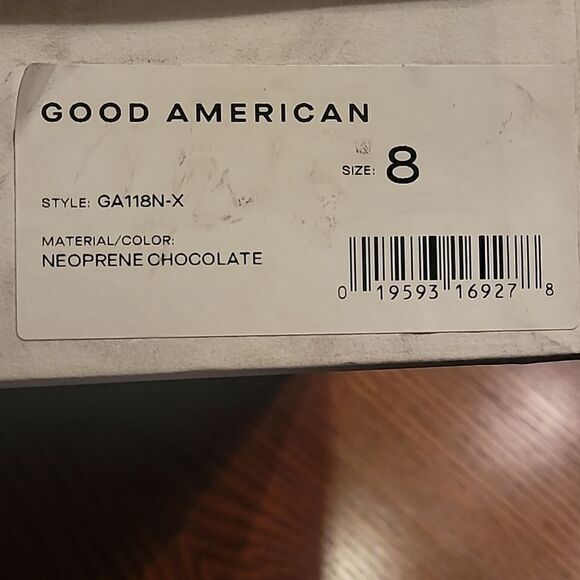 GOOD AMERICAN
SIZE: 8
STYLE: GA118N-X
MATERIAL/COLOR:
NEOPRENE CHOCOLATE
0 19593 16927 8